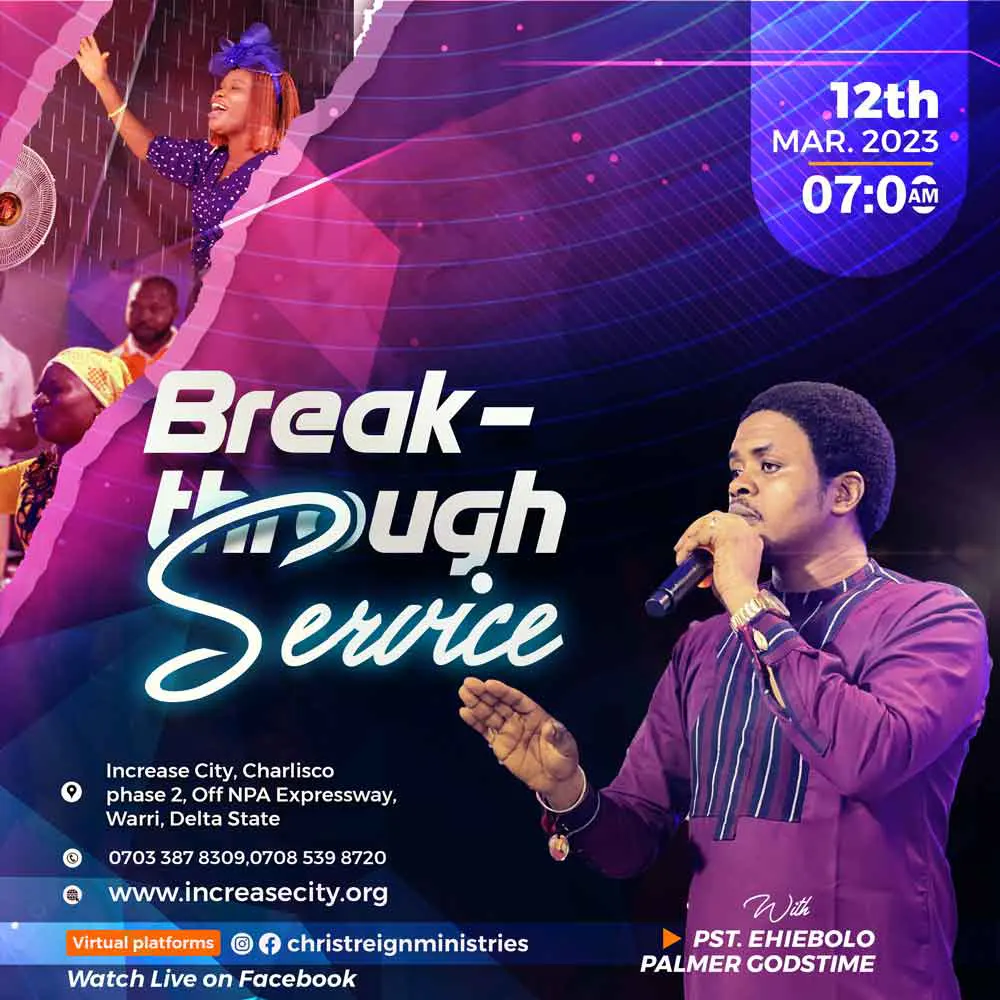 12th
MAR. 2023
07:00 AM
Break-
through
Service
Increase City, Charlisco
phase 2, Off NPA Expressway,
Warri, Delta State
0703 387 8309,0708 539 8720
www.increasecity.org
Virtual platforms christreignministries
Watch Live on Facebook
With
PST. EHIEBOLO
PALMER GODSTIME